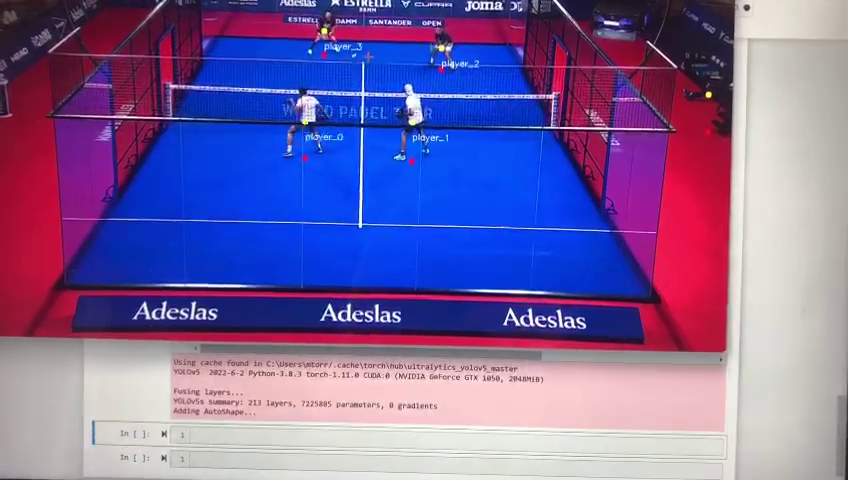 Adeslas
ESTRELLA
DAMM
CUPRA
Joma
ESTRELLA DAMM SANTANDER OPEN
player_3
player_2
WORLD PADEL TOUR
player_0
player_1
Adeslas Adeslas Adeslas
Using cache found in C:\Users\mtorr/.cache\torch\hub\ultralytics_yolov5_master
YOLOv5 2022-6-2 Python-3.8.3 torch-1.11.0 CUDA:0 (NVIDIA GeForce GTX 1050, 2048MiB)
Fusing layers...
YOLOv5s summary: 213 layers, 7225885 parameters, 0 gradients
Adding AutoShape...
In [ ]: 1
In [ ]: 1